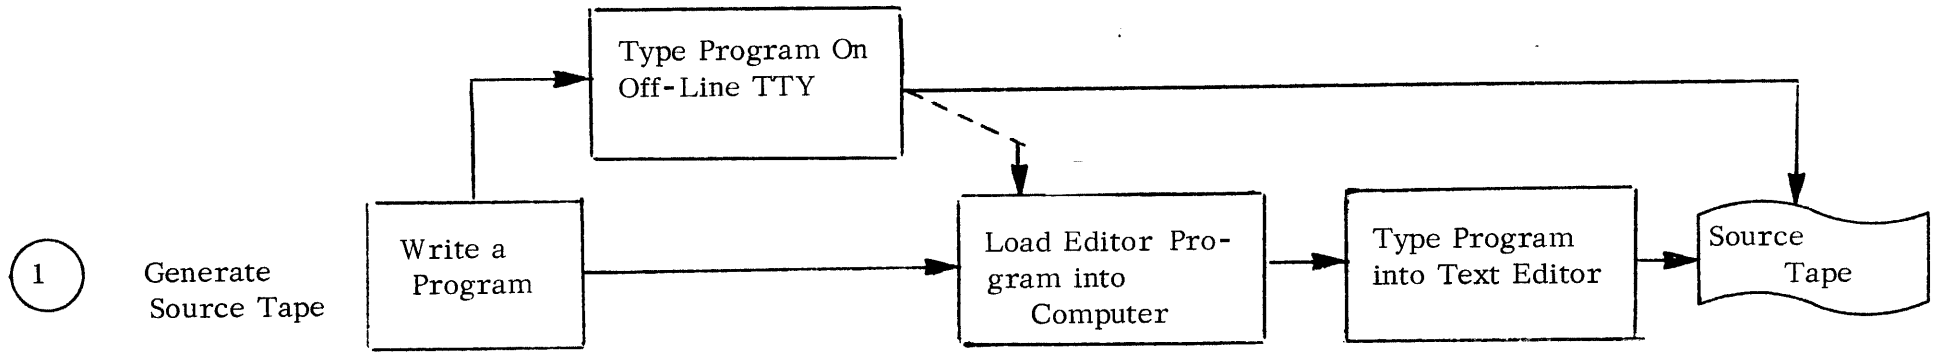 Type Program On
Off-Line TTY
1
Generate
Source Tape
Write a
Program
Load Editor Pro-
gram into
Computer
Type Program
into Text Editor
Source
Tape